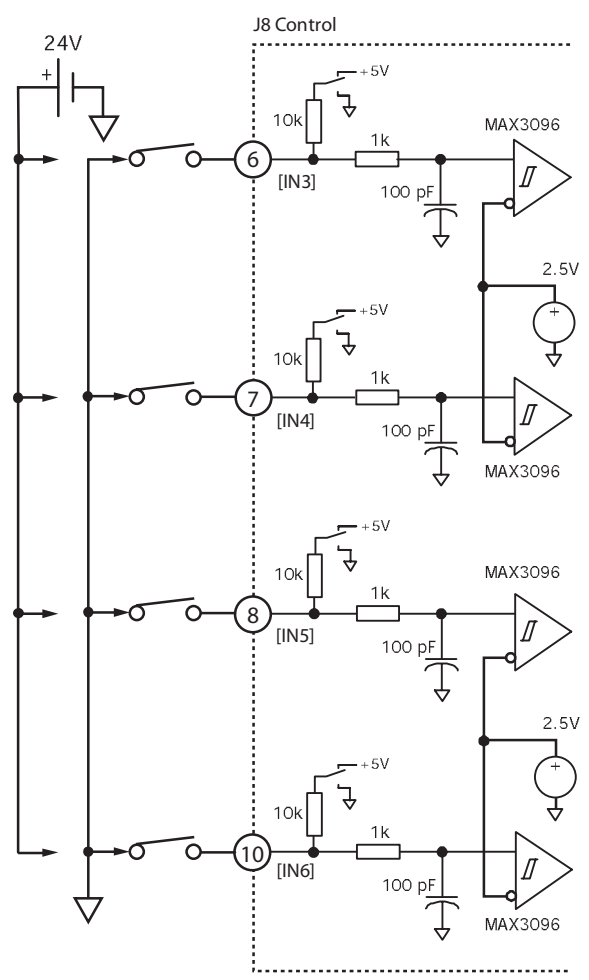 J8 Control
24V
+
+5V
10k
1k
MAX3096
6
[IN3]
100 pF
2.5V
+
+5V
10k
1k
7
[IN4]
100 pF
MAX3096
+5V
10k
1k
MAX3096
8
[IN5]
100 pF
2.5V
+
+5V
10k
1k
10
[IN6]
100 pF
MAX3096